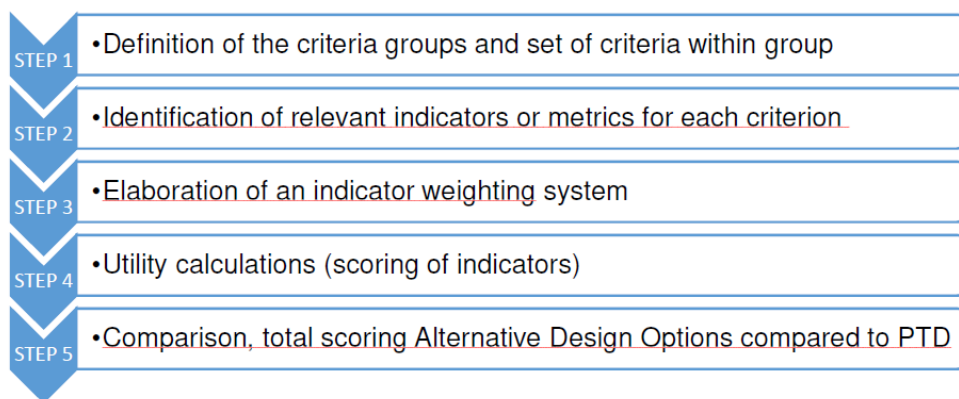 STEP 1
•Definition of the criteria groups and set of criteria within group
STEP 2
•Identification of relevant indicators or metrics for each criterion
STEP 3
•Elaboration of an indicator weighting system
STEP 4
•Utility calculations (scoring of indicators)
STEP 5
•Comparison, total scoring Alternative Design Options compared to PTD